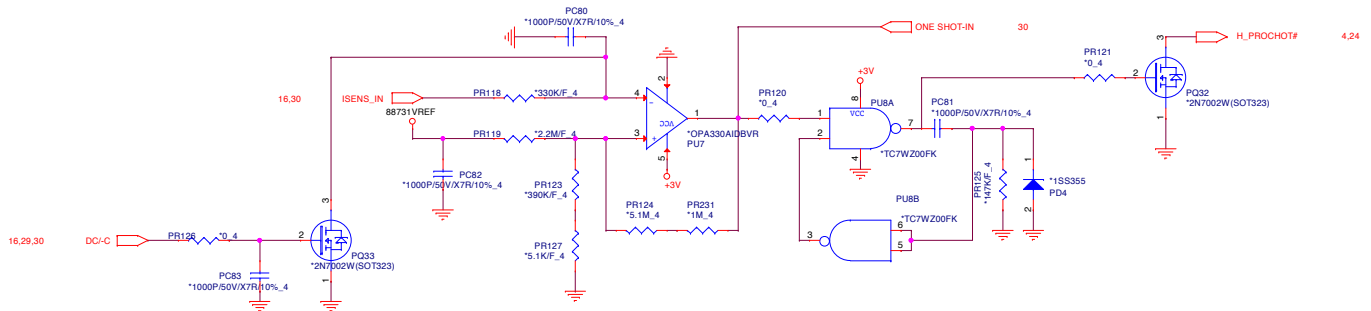 PC80
*1000P/50V/X7R/10%_4
ONE SHOT-IN 30
3
H_PROCHOT# 4,24
PR121
*0_4
2
PQ32
*2N7002W(SOT323)
1
16,30 ISENS_IN
PR118 *330K/F_4
4
2
-
+
VCC
1
*OPA330AIDBVR
PU7
5
+3V
88731VREF
PR119 *2.2M/F_4
3
PC82
*1000P/50V/X7R/10%_4
PR123
*390K/F_4
PR127
*5.1K/F_4
PR124
*5.1M_4
PR231
*1M_4
PR120
*0_4
+3V
8
VCC
PU8A
1
2
7
4
*TC7WZ00FK
PC81
*1000P/50V/X7R/10%_4
PR125
*147K/F_4
1
*1SS355
PD4
2
PU8B
*TC7WZ00FK
6
5
3
16,29,30 DC/-C
PR126 *0_4
3
2
PQ33
*2N7002W(SOT323)
1
PC83
*1000P/50V/X7R/10%_4